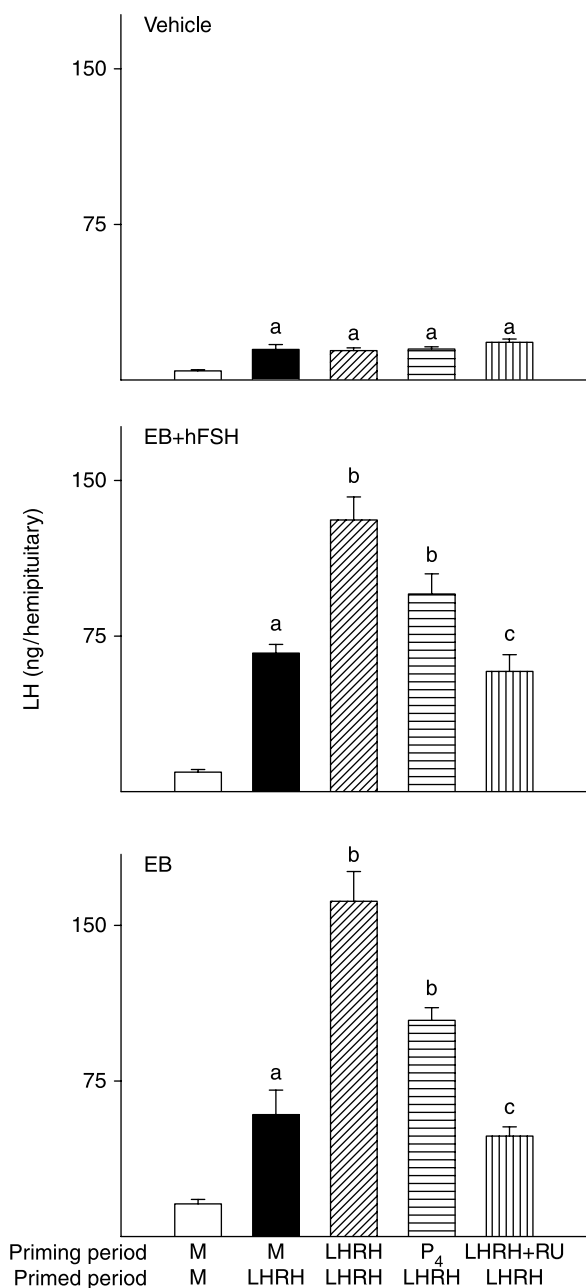 Vehicle
150
75
a a a a
EB+hFSH
150
75
a b b c
LH (ng/hemipituitary)
EB
150
75
a b b c
Priming period M M LHRH P₄ LHRH+RU
Primed period M LHRH LHRH LHRH LHRH